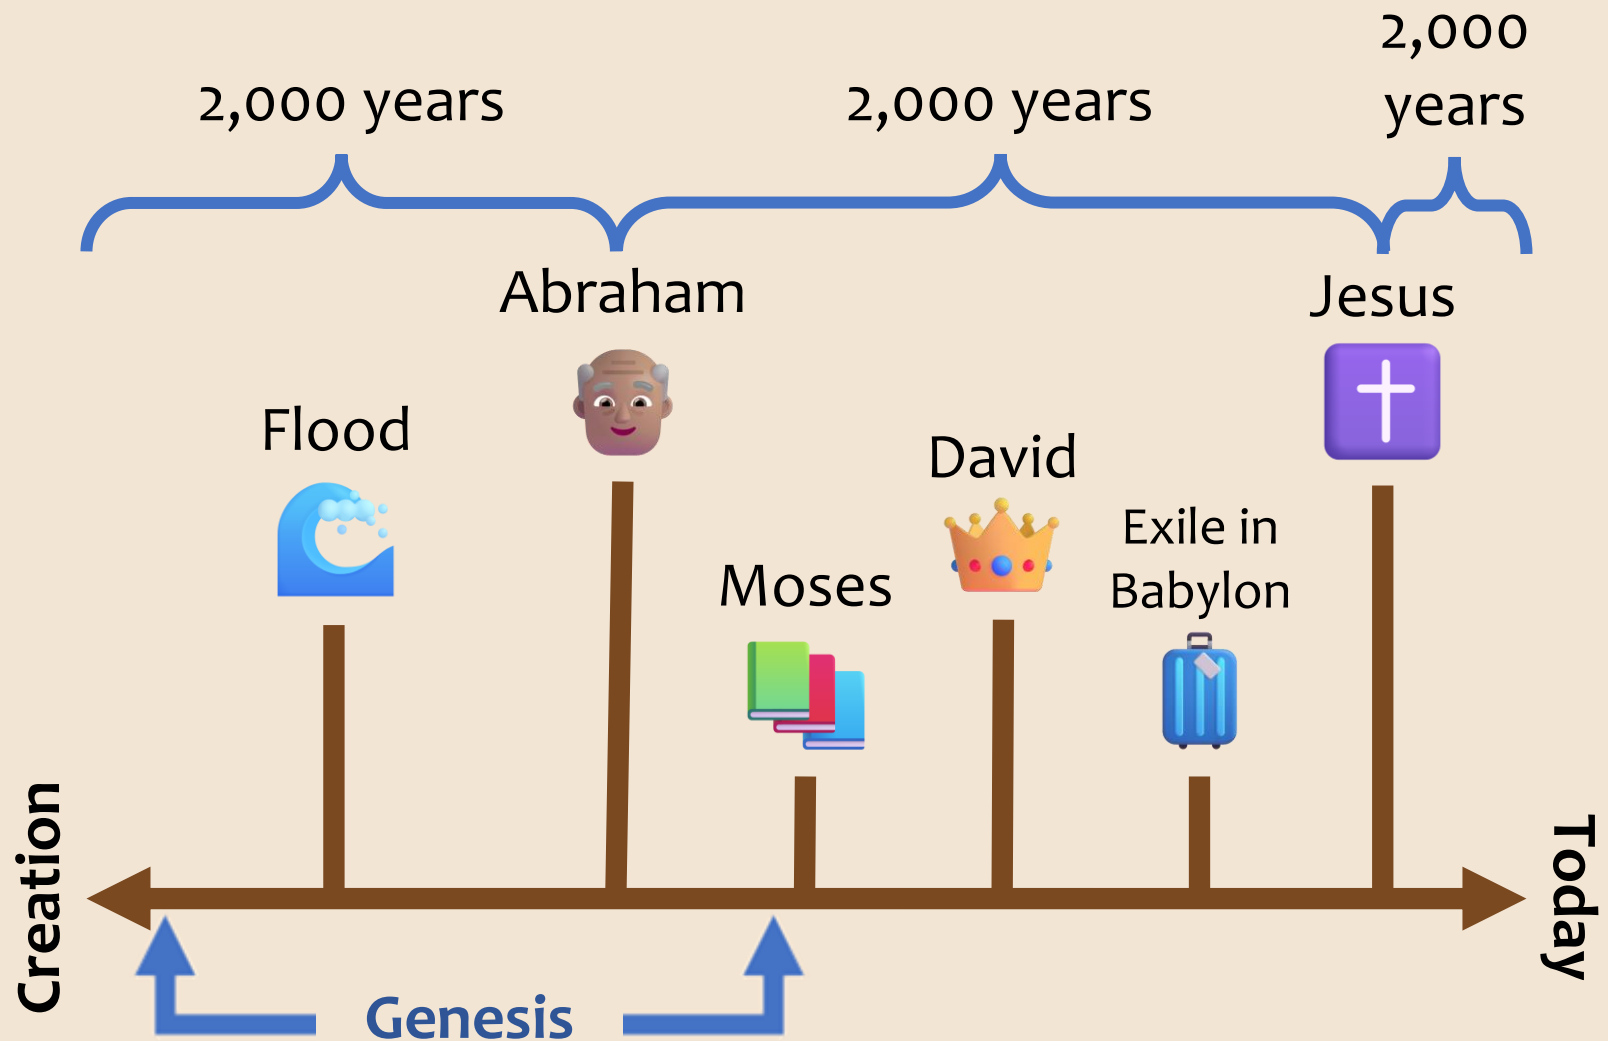 2,000
years
2,000 years
2,000 years
Abraham
Jesus
Flood
David
Exile in
Babylon
Moses
Creation
Today
Genesis